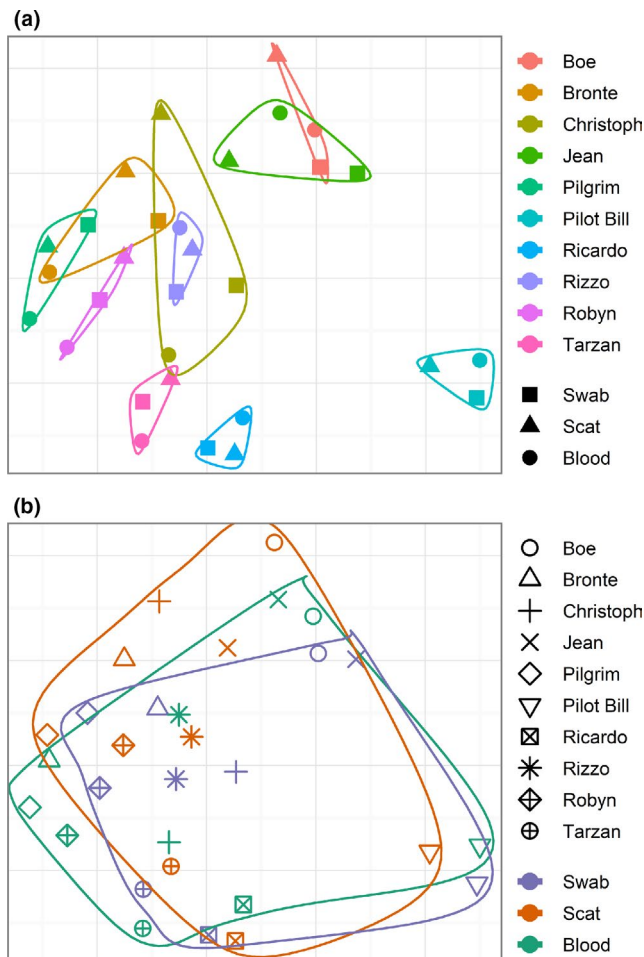 (a)
Boe
Bronte
Christoph
Jean
Pilgrim
Pilot Bill
Ricardo
Rizzo
Robyn
Tarzan
Swab
Scat
Blood
(b)
Boe
Bronte
Christoph
Jean
Pilgrim
Pilot Bill
Ricardo
Rizzo
Robyn
Tarzan
Swab
Scat
Blood